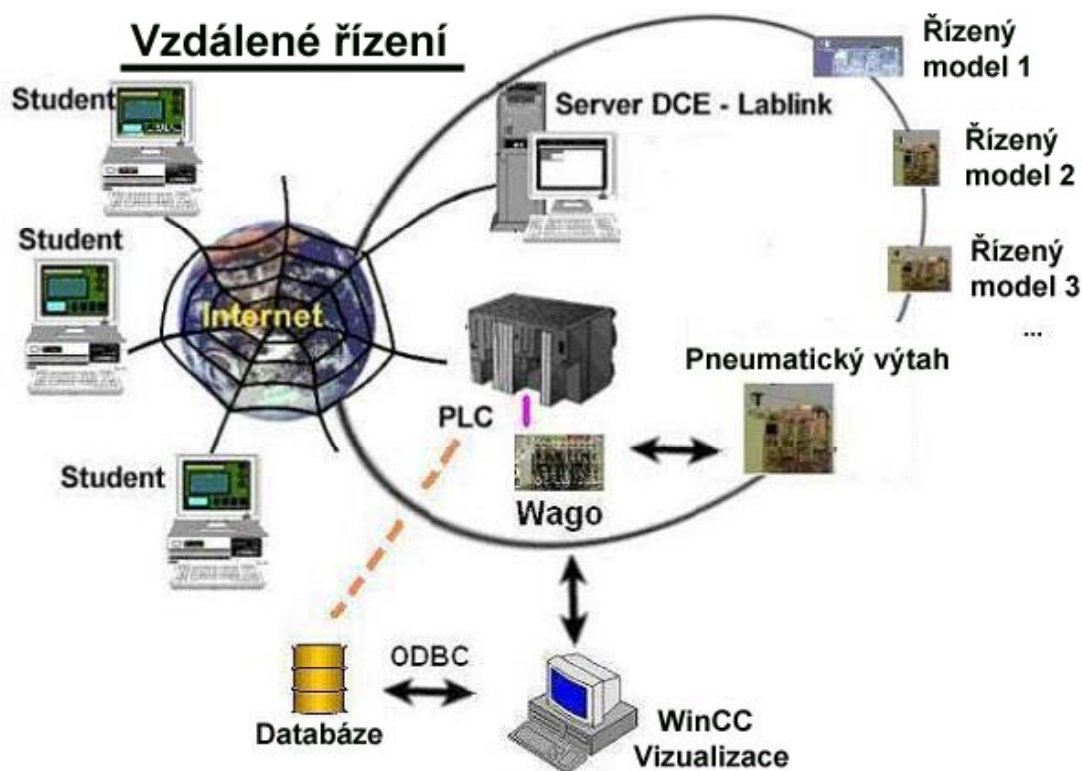 Vzdálené řízení
Student
Server DCE - Lablink
Řízený
model 1
Řízený
model 2
Student
Řízený
model 3
...
Internet
Pneumatický výtah
PLC
Student
Wago
ODBC
Databáze
WinCC
Vizualizace